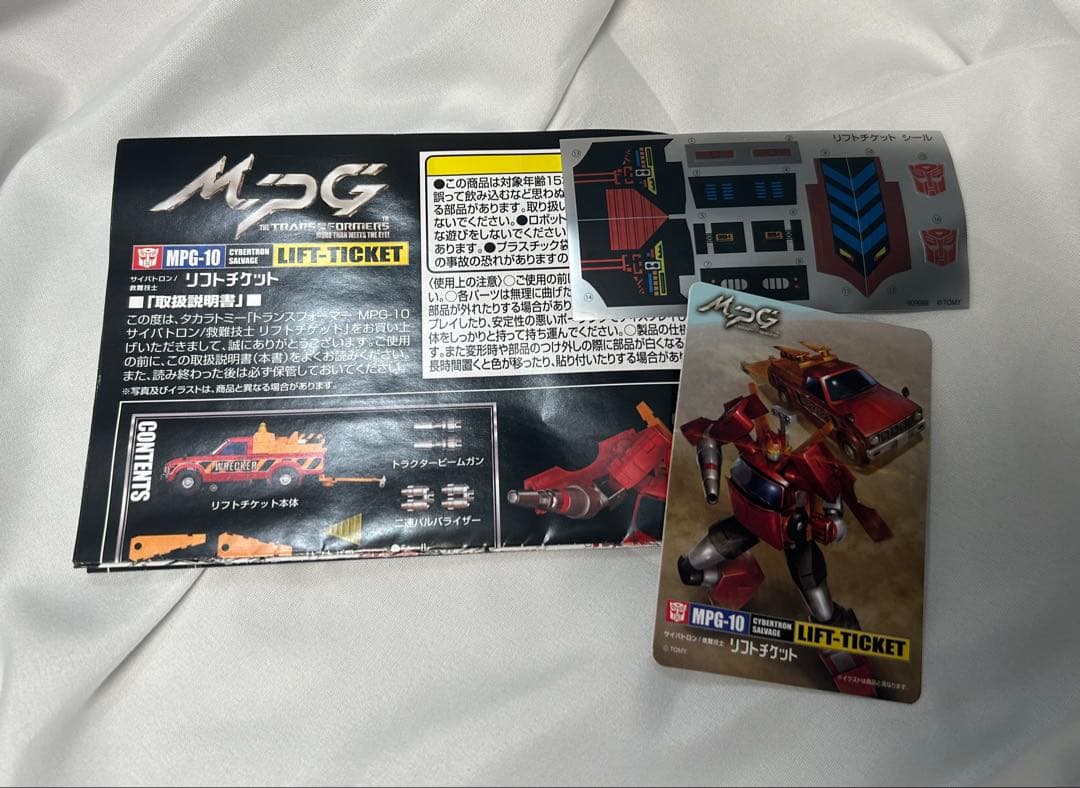 MPG
THE TRANSFORMERS
MORE THAN MEETS THE EYE!
MPG-10 CYBERTRON SALVAGE LIFT-TICKET
サイバトロン/救難技士 リフトチケット
■「取扱説明書」■
この度は、タカラトミー「トランスフォーマー MPG-10
サイバトロン/救難技士 リフトチケット」をお買い上
げいただきまして、誠にありがとうございます。ご使用
の前に、この取扱説明書(本書)をよくお読みください。
また、読み終わった後は必ず保管しておいてください。
※写真及びイラストは、商品と異なる場合があります。
●この商品は対象年齢15
誤って飲み込むなど思わぬ
る部品があります。取扱い
ないでください。●ロボット
な遊びをしないでください。
あります。●プラスチック袋
の事故の恐れがありますの
〈使用上の注意〉○ご使用の前に
い。○各パーツは無理に曲げた
部品が外れたりする場合があり
プレイしたり、安定性の悪い
体をしっかりと持って持ち運んでください。○製品の仕様
す。また変形時や部品のつけ外しの際に部品が白くなる
長時間置くと色が移ったり、貼り付いたりする場合があ
CONTENTS
WRECKER
リフトチケット本体
トラクタービームガン
二連パルバライザー
リフトチケット シール
909088 ©TOMY
MPG
MPG-10 CYBERTRON SALVAGE LIFT-TICKET
サイバトロン/救難技士 リフトチケット
©TOMY
※イラストは商品と異なります。